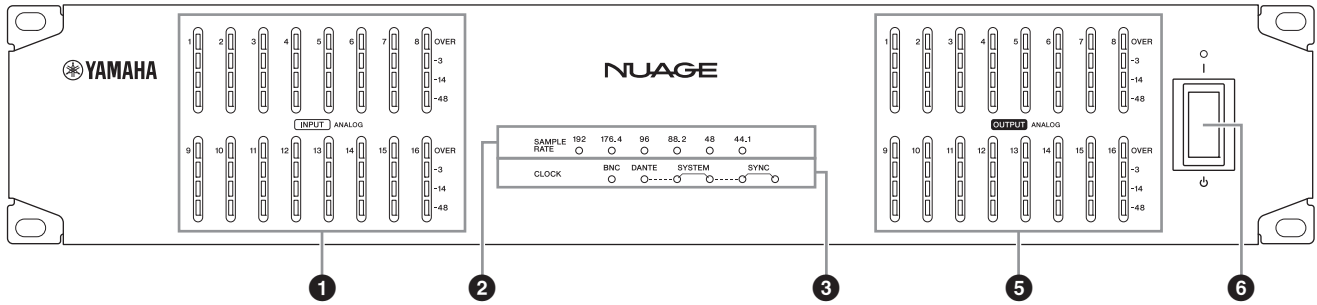 1 2 3 4 5 6 7 8 OVER
-3
-14
-48
YAMAHA
INPUT ANALOG
9 10 11 12 13 14 15 16 OVER
-3
-14
-48
NUAGE
SAMPLE RATE 192 176.4 96 88.2 48 44.1
CLOCK BNC DANTE SYSTEM SYNC
1 2 3 4 5 6 7 8 OVER
-3
-14
-48
OUTPUT ANALOG
9 10 11 12 13 14 15 16 OVER
-3
-14
-48
I
1 2 3 5 6